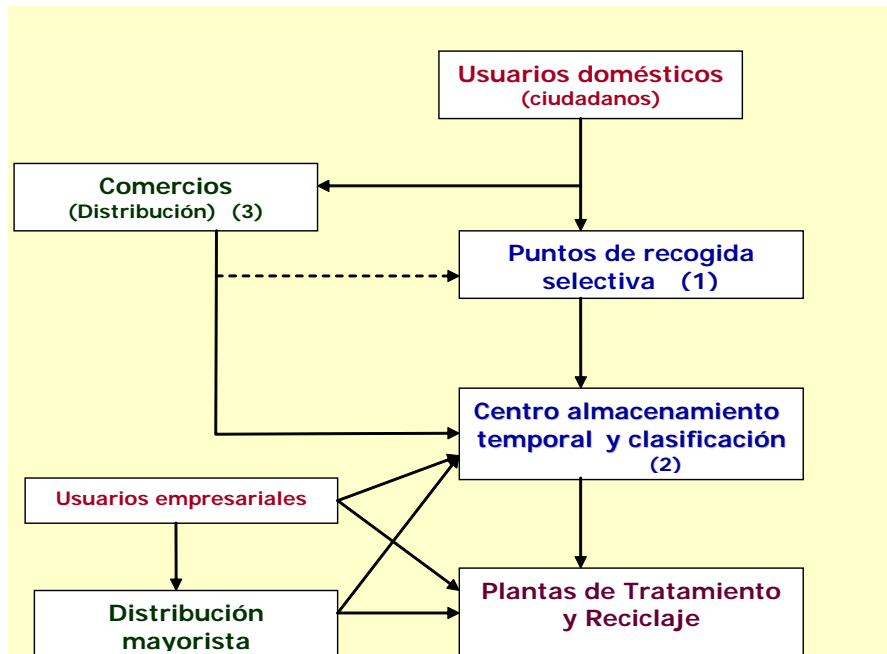 Usuarios domésticos
(ciudadanos)
Comercios
(Distribución) (3)
Puntos de recogida
selectiva (1)
Centro almacenamiento
temporal y clasificación
(2)
Usuarios empresariales
Plantas de Tratamiento
y Reciclaje
Distribución
mayorista